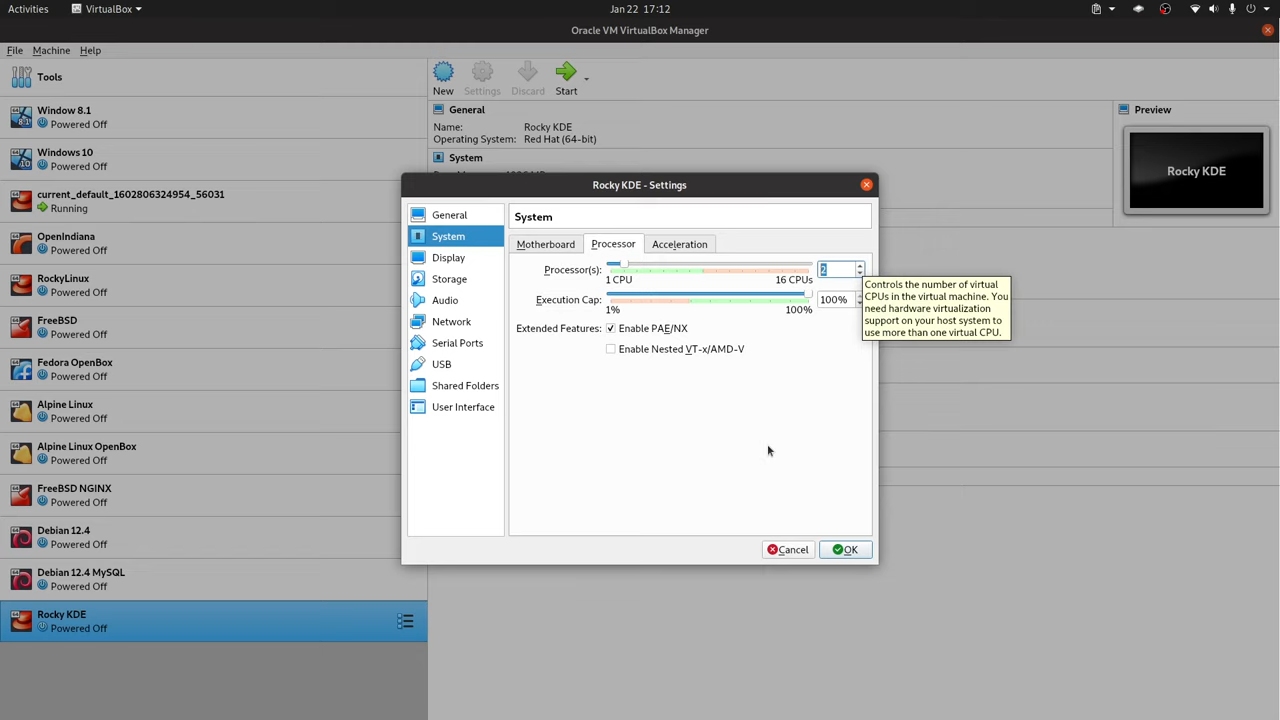 Activities VirtualBox Jan 22 17:12
Oracle VM VirtualBox Manager
File Machine Help
Tools
New Settings Discard Start
Window 8.1
Powered Off
Windows 10
Powered Off
current_default_1602806324954_56031
Running
OpenIndiana
Powered Off
RockyLinux
Powered Off
FreeBSD
Powered Off
Fedora OpenBox
Powered Off
Alpine Linux
Powered Off
Alpine Linux OpenBox
Powered Off
FreeBSD NGINX
Powered Off
Debian 12.4
Powered Off
Debian 12.4 MySQL
Powered Off
Rocky KDE
Powered Off
General
Name: Rocky KDE
Operating System: Red Hat (64-bit)
System
Preview
Rocky KDE
Rocky KDE - Settings
General
System
Display
Storage
Audio
Network
Serial Ports
USB
Shared Folders
User Interface
System
Motherboard Processor Acceleration
Processor(s): 2
1 CPU 16 CPUs
Execution Cap: 100%
1% 100%
Extended Features: Enable PAE/NX
Enable Nested VT-x/AMD-V
Controls the number of virtual
CPUs in the virtual machine. You
need hardware virtualization
support on your host system to
use more than one virtual CPU.
Cancel OK